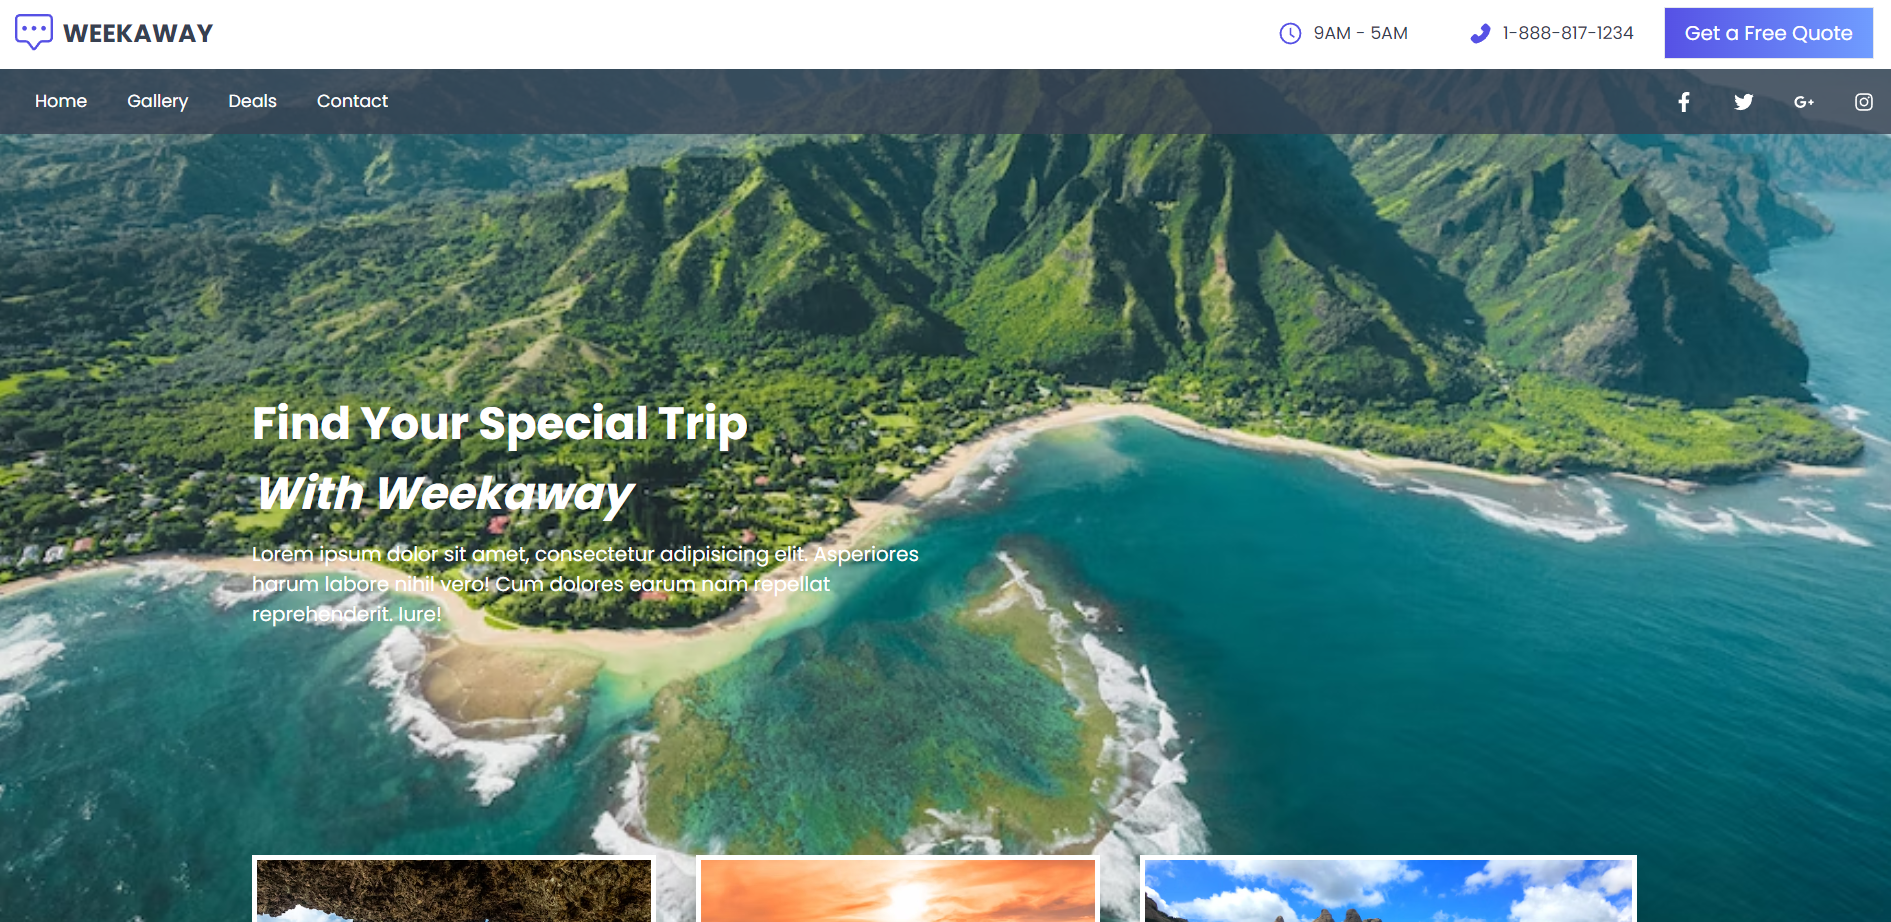 WEEKAWAY
9AM - 5AM
1-888-817-1234
Get a Free Quote
Home
Gallery
Deals
Contact
Find Your Special Trip
With Weekaway
Lorem ipsum dolor sit amet, consectetur adipisicing elit. Asperiores
harum labore nihil vero! Cum dolores earum nam repellat
reprehenderit. Iure!